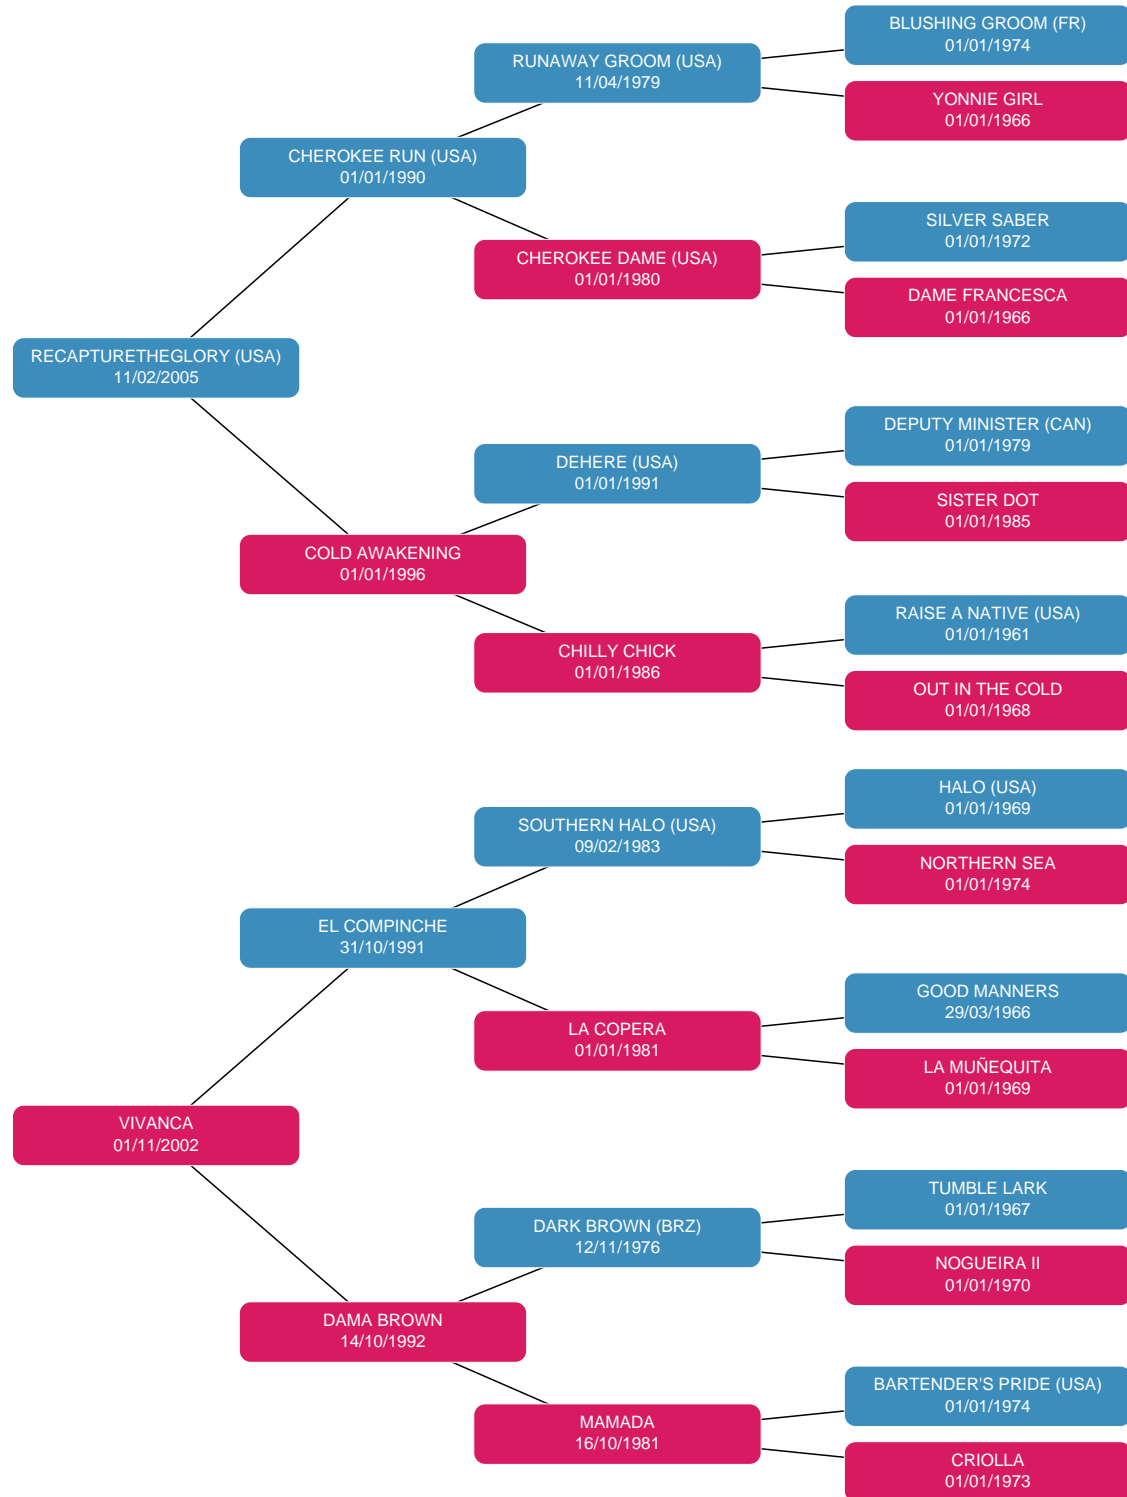 BLUSHING GROOM (FR)
01/01/1974
RUNAWAY GROOM (USA)
11/04/1979
YONNIE GIRL
01/01/1966
CHEROKEE RUN (USA)
01/01/1990
SILVER SABER
01/01/1972
CHEROKEE DAME (USA)
01/01/1980
DAME FRANCESCA
01/01/1966
RECAPTURETHEGLORY (USA)
11/02/2005
DEPUTY MINISTER (CAN)
01/01/1979
DEHERE (USA)
01/01/1991
SISTER DOT
01/01/1985
COLD AWAKENING
01/01/1996
RAISE A NATIVE (USA)
01/01/1961
CHILLY CHICK
01/01/1986
OUT IN THE COLD
01/01/1968
HALO (USA)
01/01/1969
SOUTHERN HALO (USA)
09/02/1983
NORTHERN SEA
01/01/1974
EL COMPINCHE
31/10/1991
GOOD MANNERS
29/03/1966
LA COPERA
01/01/1981
LA MUÑEQUITA
01/01/1969
VIVANCA
01/11/2002
TUMBLE LARK
01/01/1967
DARK BROWN (BRZ)
12/11/1976
NOGUEIRA II
01/01/1970
DAMA BROWN
14/10/1992
BARTENDER'S PRIDE (USA)
01/01/1974
MAMADA
16/10/1981
CRIOLLA
01/01/1973